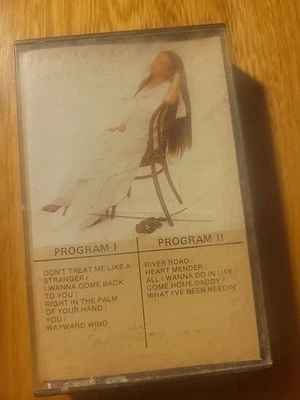 PROGRAM I
DON'T TREAT ME LIKE A
STRANGER/
I WANNA COME BACK
TO YOU/
RIGHT IN THE PALM
OF YOUR HAND/
YOU/
WAYWARD WIND
PROGRAM II
RIVER ROAD/
HEART MENDER/
ALL I WANNA DO IN LIFE/
COME HOME DADDY/
WHAT I'VE BEEN NEEDIN'